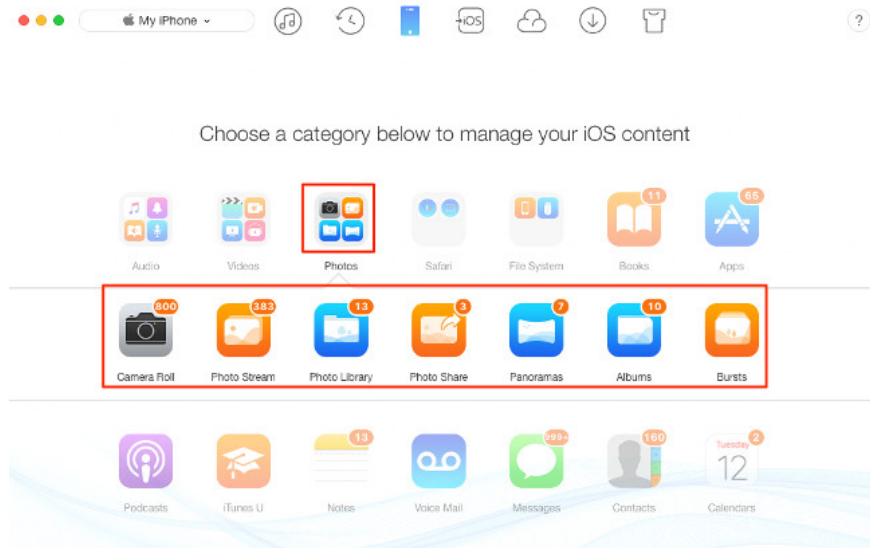 My iPhone
iOS
?
Choose a category below to manage your iOS content
11
65
Audio
Videos
Photos
Safari
File System
Books
Apps
800
383
13
3
7
10
Camera Roll
Photo Stream
Photo Library
Photo Share
Panoramas
Albums
Bursts
13
999+
160
Tuesday
2
12
Podcasts
iTunes U
Notes
Voice Mail
Messages
Contacts
Calendars